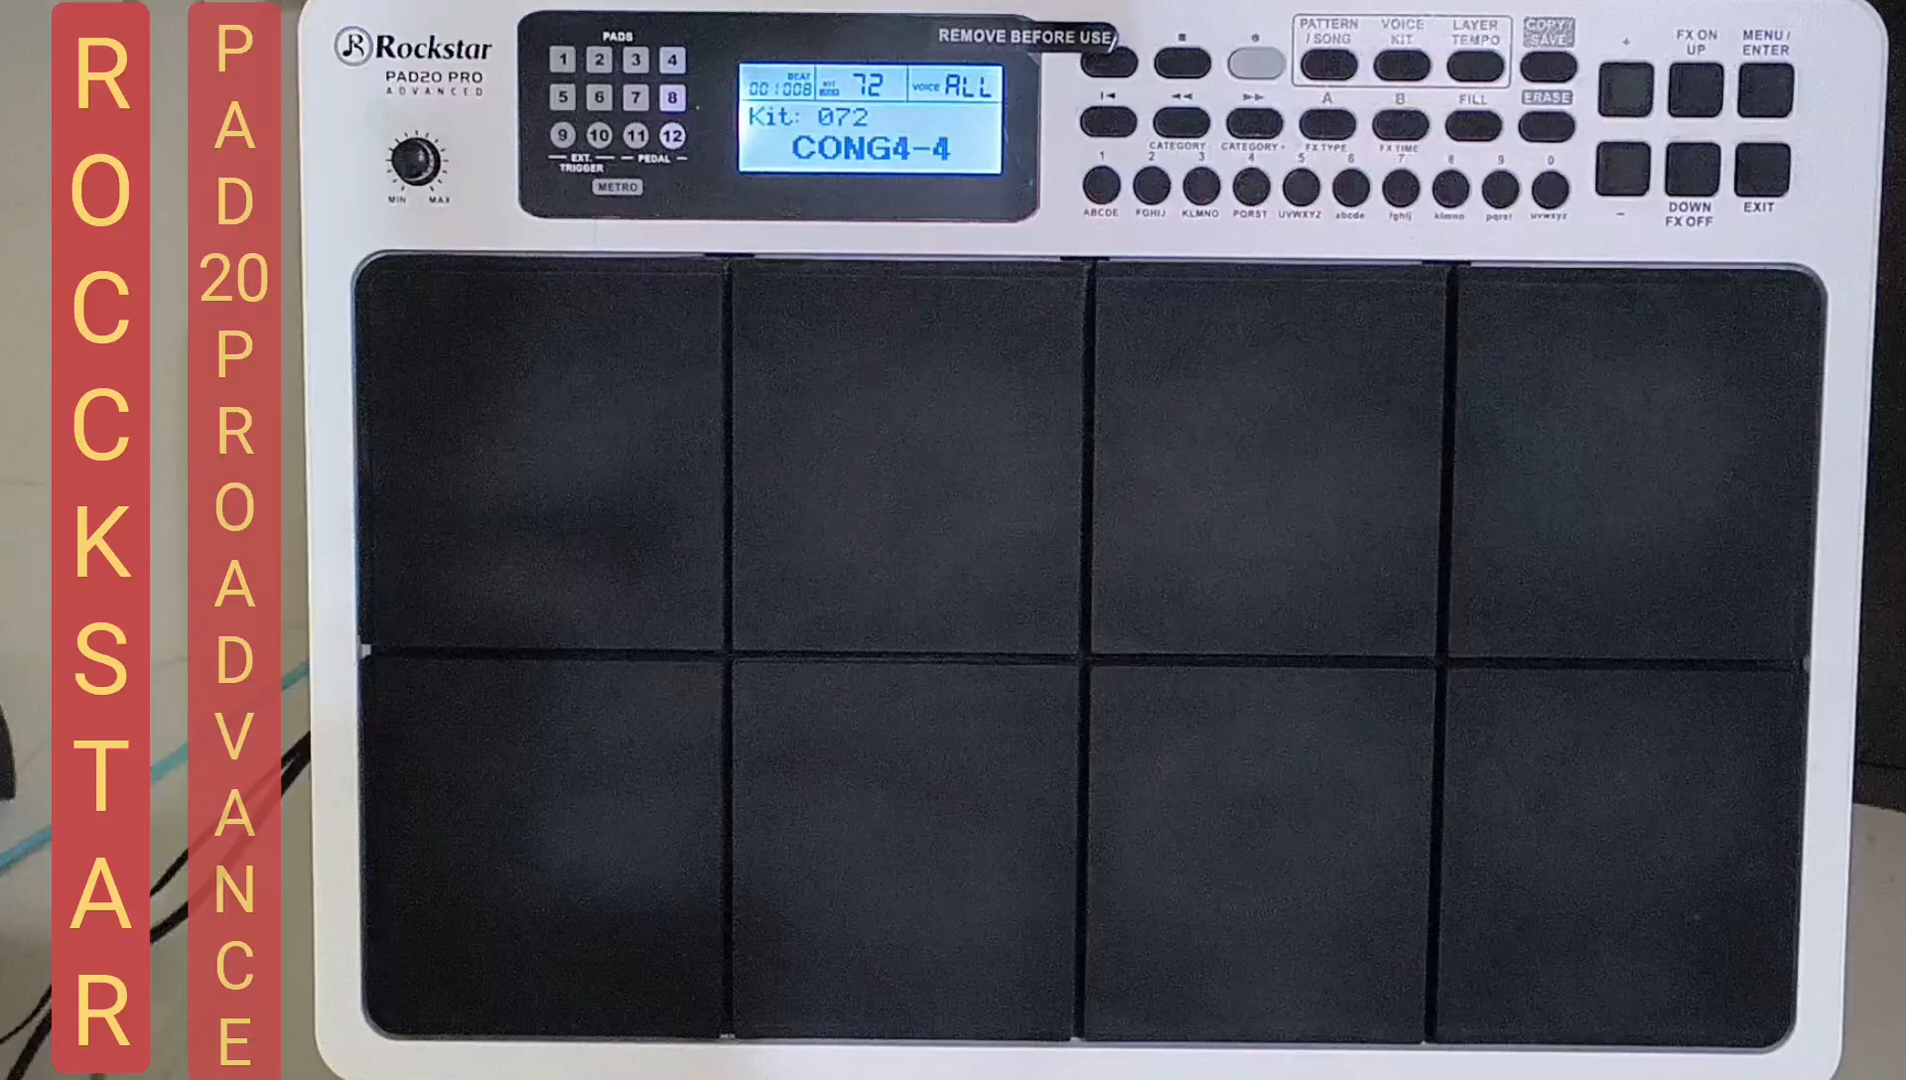 ROCCKSTAR
PAD20PROADVANCE
Rockstar
PAD20 PRO
ADVANCED
MIN MAX
PADS
1 2 3 4
5 6 7 8
9 10 11 12
EXT. TRIGGER PEDAL
METRO
REMOVE BEFORE USE
BEAT
001008 KIT 72 VOICE ALL
Kit: 072
CONG4-4
PATTERN / SONG VOICE KIT LAYER TEMPO COPY/ SAVE
A B FILL ERASE
CATEGORY - CATEGORY + FX TYPE FX TIME
1 2 3 4 5 6 7 8 9 0
ABCDE FGHIJ KLMNO PQRST UVWXYZ abcde fghij klmno pqrst uvwxyz
+ FX ON UP MENU / ENTER
- DOWN FX OFF EXIT